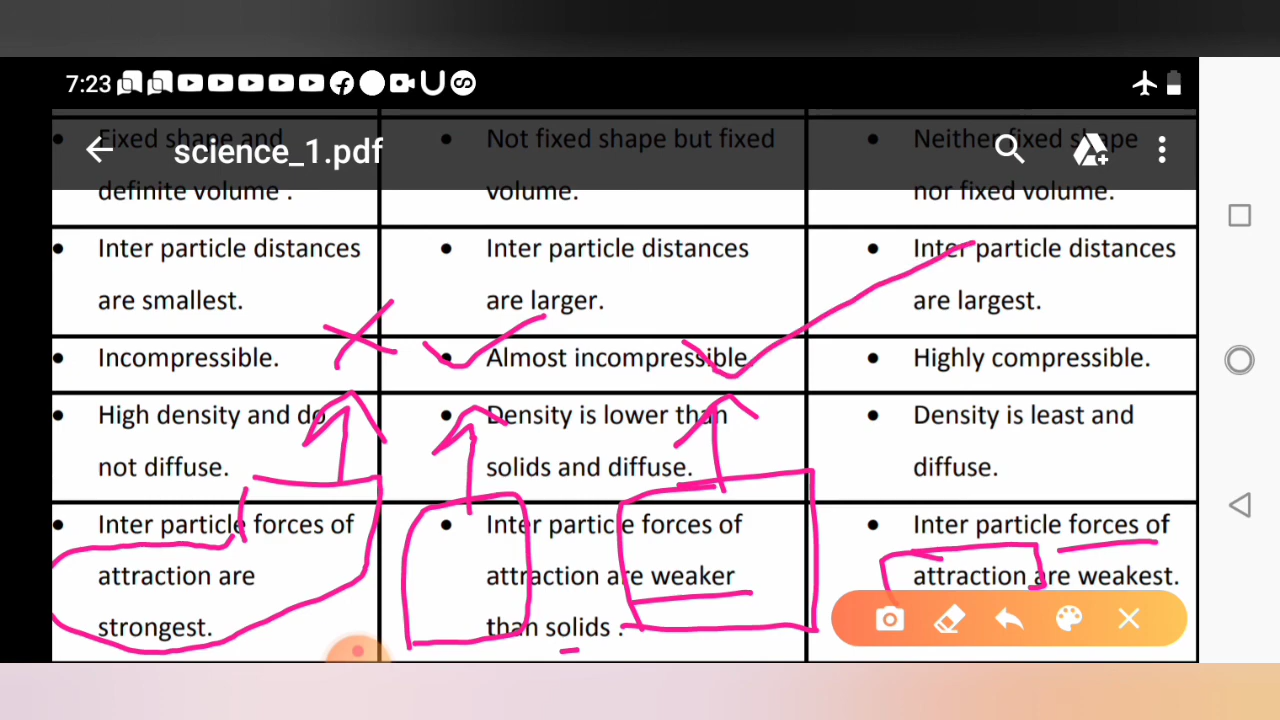 7:23
science_1.pdf
Fixed shape and
definite volume .
Not fixed shape but fixed
volume.
Neither fixed shape
nor fixed volume.
Inter particle distances
are smallest.
Inter particle distances
are larger.
Inter particle distances
are largest.
Incompressible.
Almost incompressible.
Highly compressible.
High density and do
not diffuse.
Density is lower than
solids and diffuse.
Density is least and
diffuse.
Inter particle forces of
attraction are
strongest.
Inter particle forces of
attraction are weaker
than solids .
Inter particle forces of
attraction are weakest.